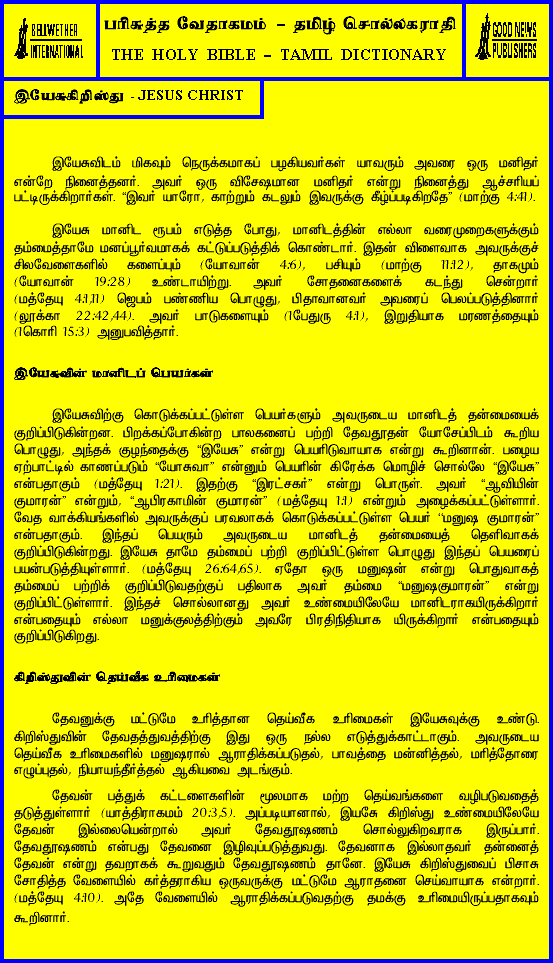 BELLWETHER
INTERNATIONAL
பரிசுத்த வேதாகமம் – தமிழ் சொல்லகராதி
THE HOLY BIBLE – TAMIL DICTIONARY
GOOD NEWS
PUBLISHERS
இயேசுகிறிஸ்து - JESUS CHRIST
இயேசுவிடம் மிகவும் நெருக்கமாகப் பழகியவர்கள் யாவரும் அவரை ஒரு மனிதர்
என்றே நினைத்தனர். அவர் ஒரு விசேஷமான மனிதர் என்று நினைத்து ஆச்சரியப்
பட்டிருக்கிறார்கள். “இவர் யாரோ, காற்றும் கடலும் இவருக்கு கீழ்ப்படிகிறதே” (மாற்கு 4:41).
இயேசு மானிட ரூபம் எடுத்த போது, மானிடத்தின் எல்லா வரைமுறைகளுக்கும்
தம்மைத்தாமே மனப்பூர்வமாகக் கட்டுப்படுத்திக் கொண்டார். இதன் விளைவாக அவருக்குச்
சிலவேளைகளில் களைப்பும் (யோவான் 4:6), பசியும் (மாற்கு 11:12), தாகமும்
(யோவான் 19:28) உண்டாயிற்று. அவர் சோதனைகளைக் கடந்து சென்றார்
(மத்தேயு 4:1,11) ஜெபம் பண்ணிய பொழுது, பிதாவானவர் அவரைப் பெலப்படுத்தினார்
(லூக்கா 22:42,44). அவர் பாடுகளையும் (1பேதுரு 4:1), இறுதியாக மரணத்தையும்
(1கொரி 15:3) அனுபவித்தார்.
இயேசுவின் மானிடப் பெயர்கள்
இயேசுவிற்கு கொடுக்கப்பட்டுள்ள பெயர்களும் அவருடைய மானிடத் தன்மையைக்
குறிப்பிடுகின்றன. பிறக்கப்போகின்ற பாலகனைப் பற்றி தேவதூதன் யோசேப்பிடம் கூறிய
பொழுது, அந்தக் குழந்தைக்கு “இயேசு” என்று பெயரிடுவாயாக என்று கூறினான். பழைய
ஏற்பாட்டில் காணப்படும் “யோசுவா” என்னும் பெயரின் கிரேக்க மொழிச் சொல்லே “இயேசு”
என்பதாகும் (மத்தேயு 1:21). இதற்கு “இரட்சகர்” என்று பொருள். அவர் “ஆவியின்
குமாரன்” என்றும், “ஆபிரகாமின் குமாரன்” (மத்தேயு 1:1) என்றும் அழைக்கப்பட்டுள்ளார்.
வேத வாக்கியங்களில் அவருக்குப் பரவலாகக் கொடுக்கப்பட்டுள்ள பெயர் “மனுஷ குமாரன்”
என்பதாகும். இந்தப் பெயரும் அவருடைய மானிடத் தன்மையைத் தெளிவாகக்
குறிப்பிடுகின்றது. இயேசு தாமே தம்மைப் பற்றி குறிப்பிட்டுள்ள பொழுது இந்தப் பெயரைப்
பயன்படுத்தியுள்ளார். (மத்தேயு 26:64,65). ஏதோ ஒரு மனுஷன் என்று பொதுவாகத்
தம்மைப் பற்றிக் குறிப்பிடுவதற்குப் பதிலாக அவர் தம்மை “மனுஷகுமாரன்” என்று
குறிப்பிட்டுள்ளார். இந்தச் சொல்லானது அவர் உண்மையிலேயே மானிடராகயிருக்கிறார்
என்பதையும் எல்லா மனுக்குலத்திற்கும் அவரே பிரதிநிதியாக யிருக்கிறார் என்பதையும்
குறிப்பிடுகிறது.
கிறிஸ்துவின் தெய்வீக உரிமைகள்
தேவனுக்கு மட்டுமே உரித்தான தெய்வீக உரிமைகள் இயேசுவுக்கு உண்டு.
கிறிஸ்துவின் தேவதத்துவத்திற்கு இது ஒரு நல்ல எடுத்துக்காட்டாகும். அவருடைய
தெய்வீக உரிமைகளில் மனுஷரால் ஆராதிக்கப்படுதல், பாவத்தை மன்னித்தல், மரித்தோரை
எழுப்புதல், நியாயந்தீர்த்தல் ஆகியவை அடங்கும்.
தேவன் பத்துக் கட்டளைகளின் மூலமாக மற்ற தெய்வங்களை வழிபடுவதைத்
தடுத்துள்ளார் (யாத்திராகமம் 20:3,5). அப்படியானால், இயசேு கிறிஸ்து உண்மையிலேயே
தேவன் இல்லையென்றால் அவர் தேவதூஷணம் சொல்லுகிறவராக இருப்பார்.
தேவதூஷணம் என்பது தேவனை இழிவுப்படுத்துவது. தேவனாக இல்லாதவர் தன்னைத்
தேவன் என்று தவறாகக் கூறுவதும் தேவதூஷணம் தானே. இயேசு கிறிஸ்துவைப் பிசாசு
சோதித்த வேளையில் கர்த்தராகிய ஒருவருக்கு மட்டுமே ஆராதனை செய்வாயாக என்றார்.
(மத்தேயு 4:10). அதே வேளையில் ஆராதிக்கப்படுவதற்கு தமக்கு உரிமையிருப்பதாகவும்
கூறினார்.